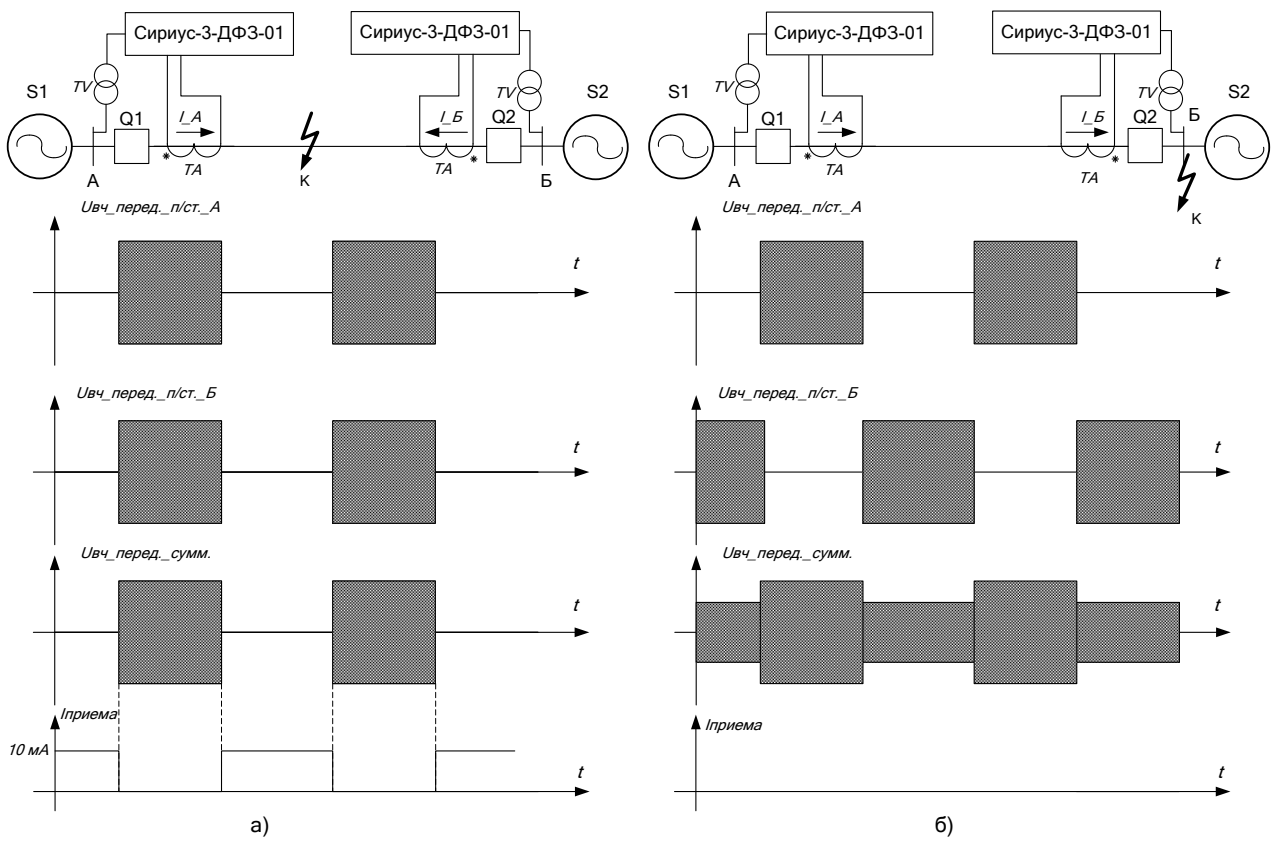 Сириус-3-ДФЗ-01
Сириус-3-ДФЗ-01
TV
TV
S1
S2
Q1
I_А
I_Б
Q2
*
*
А
TA
К
TA
Б
Uвч_перед._п/ст._А
t
Uвч_перед._п/ст._Б
t
Uвч_перед._сумм.
t
Iприема
10 мА
t
а)
Сириус-3-ДФЗ-01
Сириус-3-ДФЗ-01
TV
TV
S1
S2
Q1
I_А
I_Б
Q2
Б
*
*
А
TA
TA
К
Uвч_перед._п/ст._А
t
Uвч_перед._п/ст._Б
t
Uвч_перед._сумм.
t
Iприема
t
б)